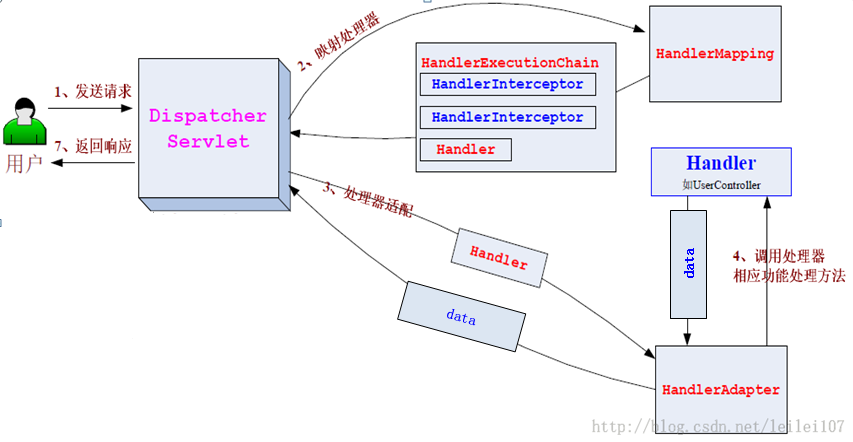 1、发送请求
7、返回响应
用户
Dispatcher
Servlet
2、映射处理器
HandlerExecutionChain
HandlerInterceptor
HandlerInterceptor
Handler
HandlerMapping
3、处理器适配
Handler
data
Handler
如UserController
data
4、调用处理器
相应功能处理方法
HandlerAdapter
http://blog.csdn.net/leilei107